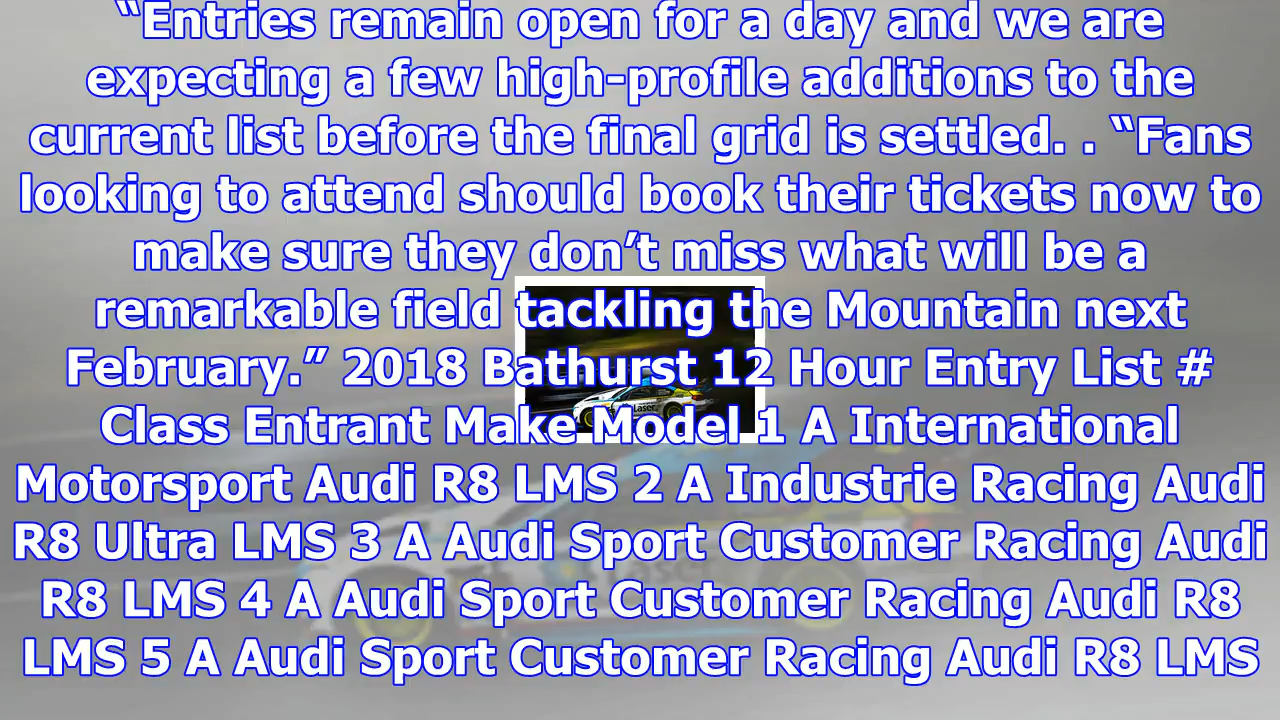 “Entries remain open for a day and we are
expecting a few high-profile additions to the
current list before the final grid is settled. . “Fans
looking to attend should book their tickets now to
make sure they don’t miss what will be a
remarkable field tackling the Mountain next
February.” 2018 Bathurst 12 Hour Entry List #
Class Entrant Make Model 1 A International
Motorsport Audi R8 LMS 2 A Industrie Racing Audi
R8 Ultra LMS 3 A Audi Sport Customer Racing Audi
R8 LMS 4 A Audi Sport Customer Racing Audi R8
LMS 5 A Audi Sport Customer Racing Audi R8 LMS
Laser